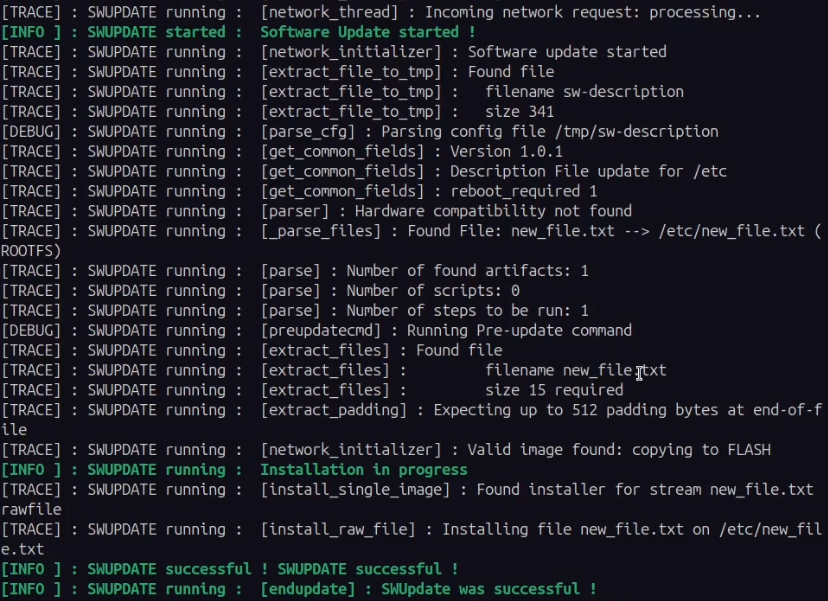 [TRACE] : SWUPDATE running :  [network_thread] : Incoming network request: processing...
[INFO ] : SWUPDATE started :  Software Update started !
[TRACE] : SWUPDATE running :  [network_initializer] : Software update started
[TRACE] : SWUPDATE running :  [extract_file_to_tmp] : Found file
[TRACE] : SWUPDATE running :  [extract_file_to_tmp] :   filename sw-description
[TRACE] : SWUPDATE running :  [extract_file_to_tmp] :   size 341
[DEBUG] : SWUPDATE running :  [parse_cfg] : Parsing config file /tmp/sw-description
[TRACE] : SWUPDATE running :  [get_common_fields] : Version 1.0.1
[TRACE] : SWUPDATE running :  [get_common_fields] : Description File update for /etc
[TRACE] : SWUPDATE running :  [get_common_fields] : reboot_required 1
[TRACE] : SWUPDATE running :  [parser] : Hardware compatibility not found
[TRACE] : SWUPDATE running :  [_parse_files] : Found File: new_file.txt --> /etc/new_file.txt (
ROOTFS)
[TRACE] : SWUPDATE running :  [parse] : Number of found artifacts: 1
[TRACE] : SWUPDATE running :  [parse] : Number of scripts: 0
[TRACE] : SWUPDATE running :  [parse] : Number of steps to be run: 1
[DEBUG] : SWUPDATE running :  [preupdatecmd] : Running Pre-update command
[TRACE] : SWUPDATE running :  [extract_files] : Found file
[TRACE] : SWUPDATE running :  [extract_files] :         filename new_file.txt
[TRACE] : SWUPDATE running :  [extract_files] :         size 15 required
[TRACE] : SWUPDATE running :  [extract_padding] : Expecting up to 512 padding bytes at end-of-f
ile
[TRACE] : SWUPDATE running :  [network_initializer] : Valid image found: copying to FLASH
[INFO ] : SWUPDATE running :  Installation in progress
[TRACE] : SWUPDATE running :  [install_single_image] : Found installer for stream new_file.txt
rawfile
[TRACE] : SWUPDATE running :  [install_raw_file] : Installing file new_file.txt on /etc/new_fil
e.txt
[INFO ] : SWUPDATE successful ! SWUPDATE successful !
[INFO ] : SWUPDATE running :  [endupdate] : SWUpdate was successful !